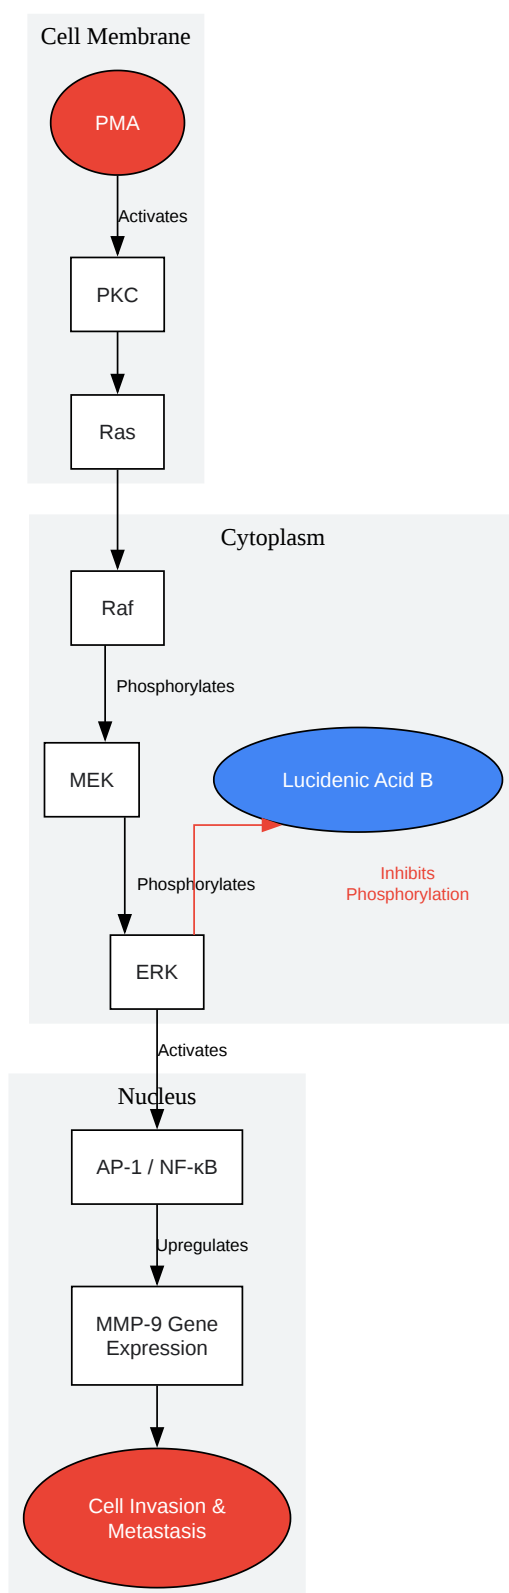 Cell Membrane
PMA
Activates
PKC
Ras
Cytoplasm
Raf
Phosphorylates
MEK
Lucidenic Acid B
Phosphorylates
Inhibits
Phosphorylation
ERK
Activates
Nucleus
AP-1 / NF-κB
Upregulates
MMP-9 Gene
Expression
Cell Invasion &
Metastasis